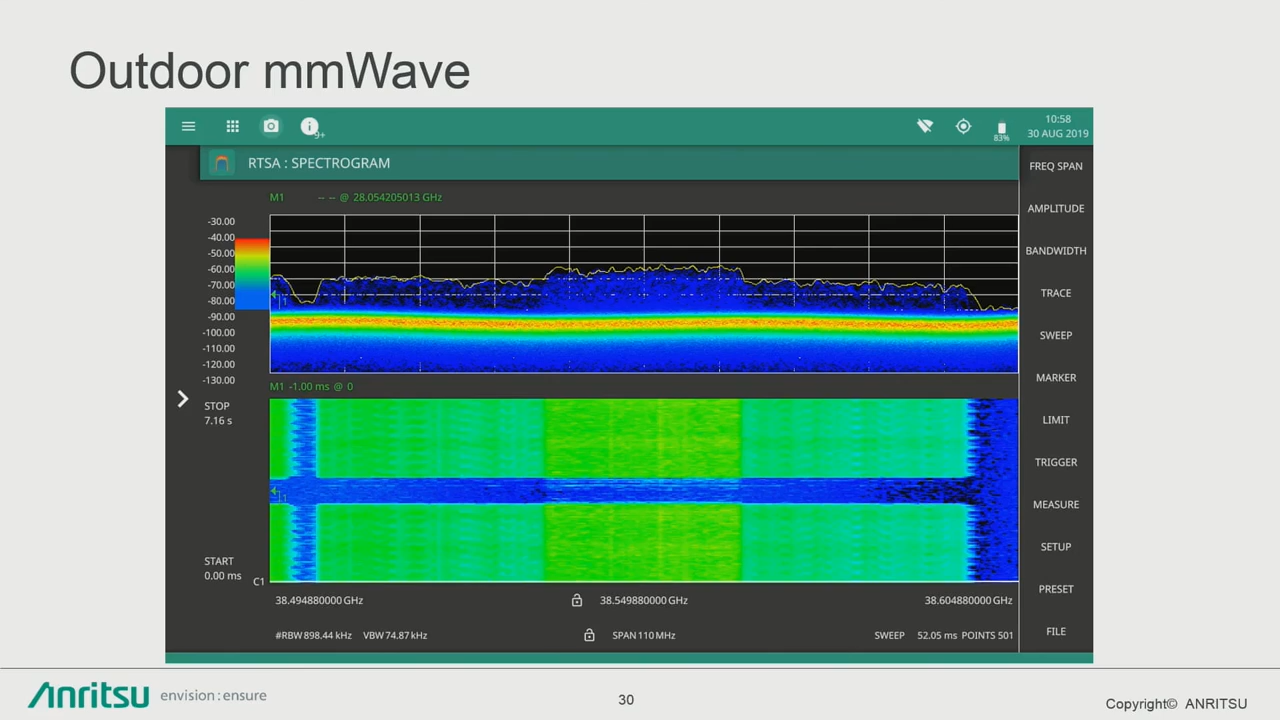 Outdoor mmWave
9+
83%
10:58
30 AUG 2019
RTSA : SPECTROGRAM
M1 -- -- @ 28.054205013 GHz
-30.00
-40.00
-50.00
-60.00
-70.00
-80.00
-90.00
-100.00
-110.00
-120.00
-130.00
1
M1 -1.00 ms @ 0
STOP
7.16 s
1
START
0.00 ms
C1
38.494880000 GHz
38.549880000 GHz
38.604880000 GHz
#RBW 898.44 kHz VBW 74.87 kHz
SPAN 110 MHz
SWEEP 52.05 ms POINTS 501
FREQ SPAN
AMPLITUDE
BANDWIDTH
TRACE
SWEEP
MARKER
LIMIT
TRIGGER
MEASURE
SETUP
PRESET
FILE
Anritsu envision : ensure
30
Copyright© ANRITSU